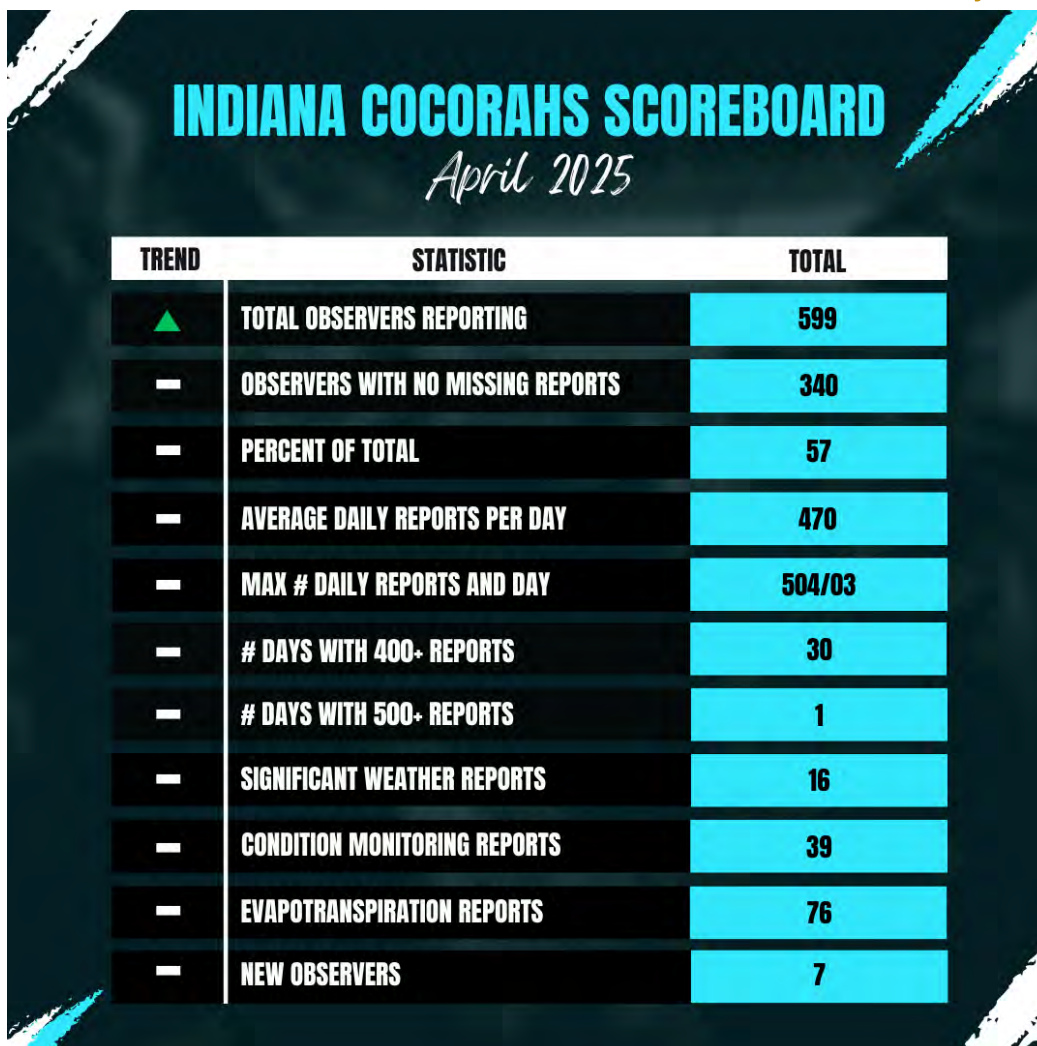 INDIANA COCORAHS SCOREBOARD
April 2025
TREND STATISTIC TOTAL
TOTAL OBSERVERS REPORTING 599
OBSERVERS WITH NO MISSING REPORTS 340
PERCENT OF TOTAL 57
AVERAGE DAILY REPORTS PER DAY 470
MAX # DAILY REPORTS AND DAY 504/03
# DAYS WITH 400+ REPORTS 30
# DAYS WITH 500+ REPORTS 1
SIGNIFICANT WEATHER REPORTS 16
CONDITION MONITORING REPORTS 39
EVAPOTRANSPIRATION REPORTS 76
NEW OBSERVERS 7